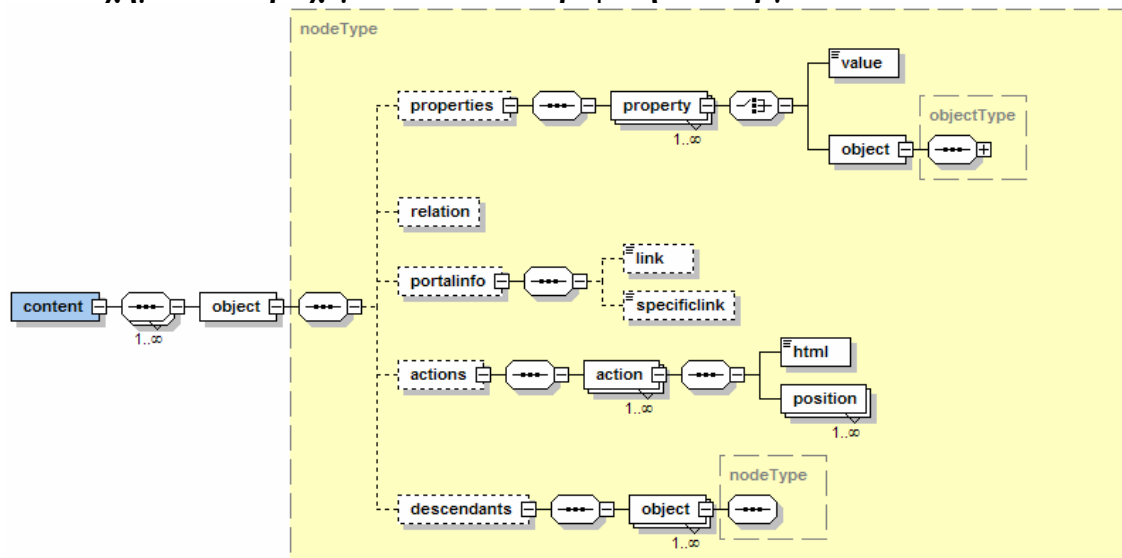 nodeType
value
properties
property
1..∞
objectType
object
relation
link
portalinfo
specificlink
content
1..∞
object
html
actions
action
1..∞
position
1..∞
nodeType
descendants
object
1..∞